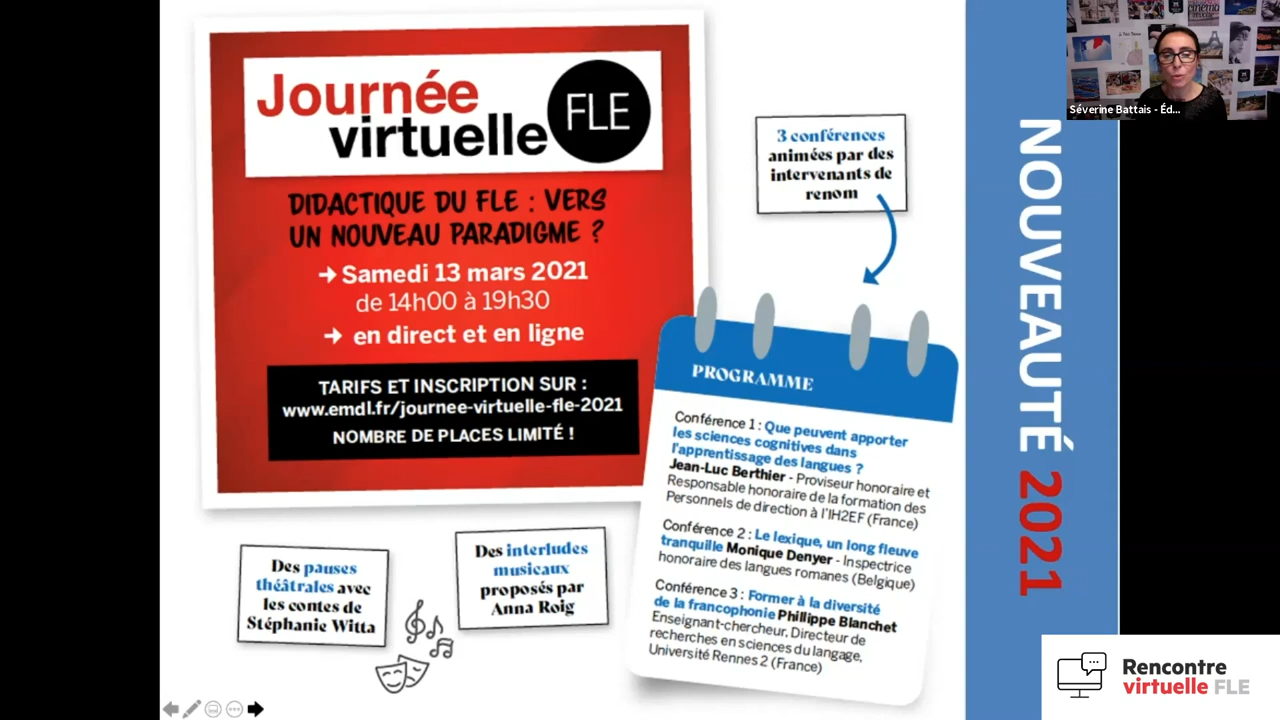 Journée
virtuelle
FLE
DIDACTIQUE DU FLE : VERS
UN NOUVEAU PARADIGME ?
Samedi 13 mars 2021
de 14h00 à 19h30
en direct et en ligne
TARIFS ET INSCRIPTION SUR :
www.emdl.fr/journee-virtuelle-fle-2021
NOMBRE DE PLACES LIMITÉ !
3 conférences
animées par des
intervenants de
renom
PROGRAMME
Conférence 1 : Que peuvent apporter
les sciences cognitives dans
l'apprentissage des langues ?
Jean-Luc Berthier - Proviseur honoraire et
Responsable honoraire de la formation des
Personnels de direction à l'IH2EF (France)
Conférence 2 : Le lexique, un long fleuve
tranquille Monique Denyer - Inspectrice
honoraire des langues romanes (Belgique)
Conférence 3 : Former à la diversité
de la francophonie Phillippe Blanchet
Enseignant-chercheur, Directeur de
recherches en sciences du langage,
Université Rennes 2 (France)
Des pauses
théâtrales avec
les contes de
Stéphanie Witta
Des interludes
musicaux
proposés par
Anna Roig
NOUVEAUTÉ 2021
Séverine Battais - Éd...
Rencontre
virtuelle FLE